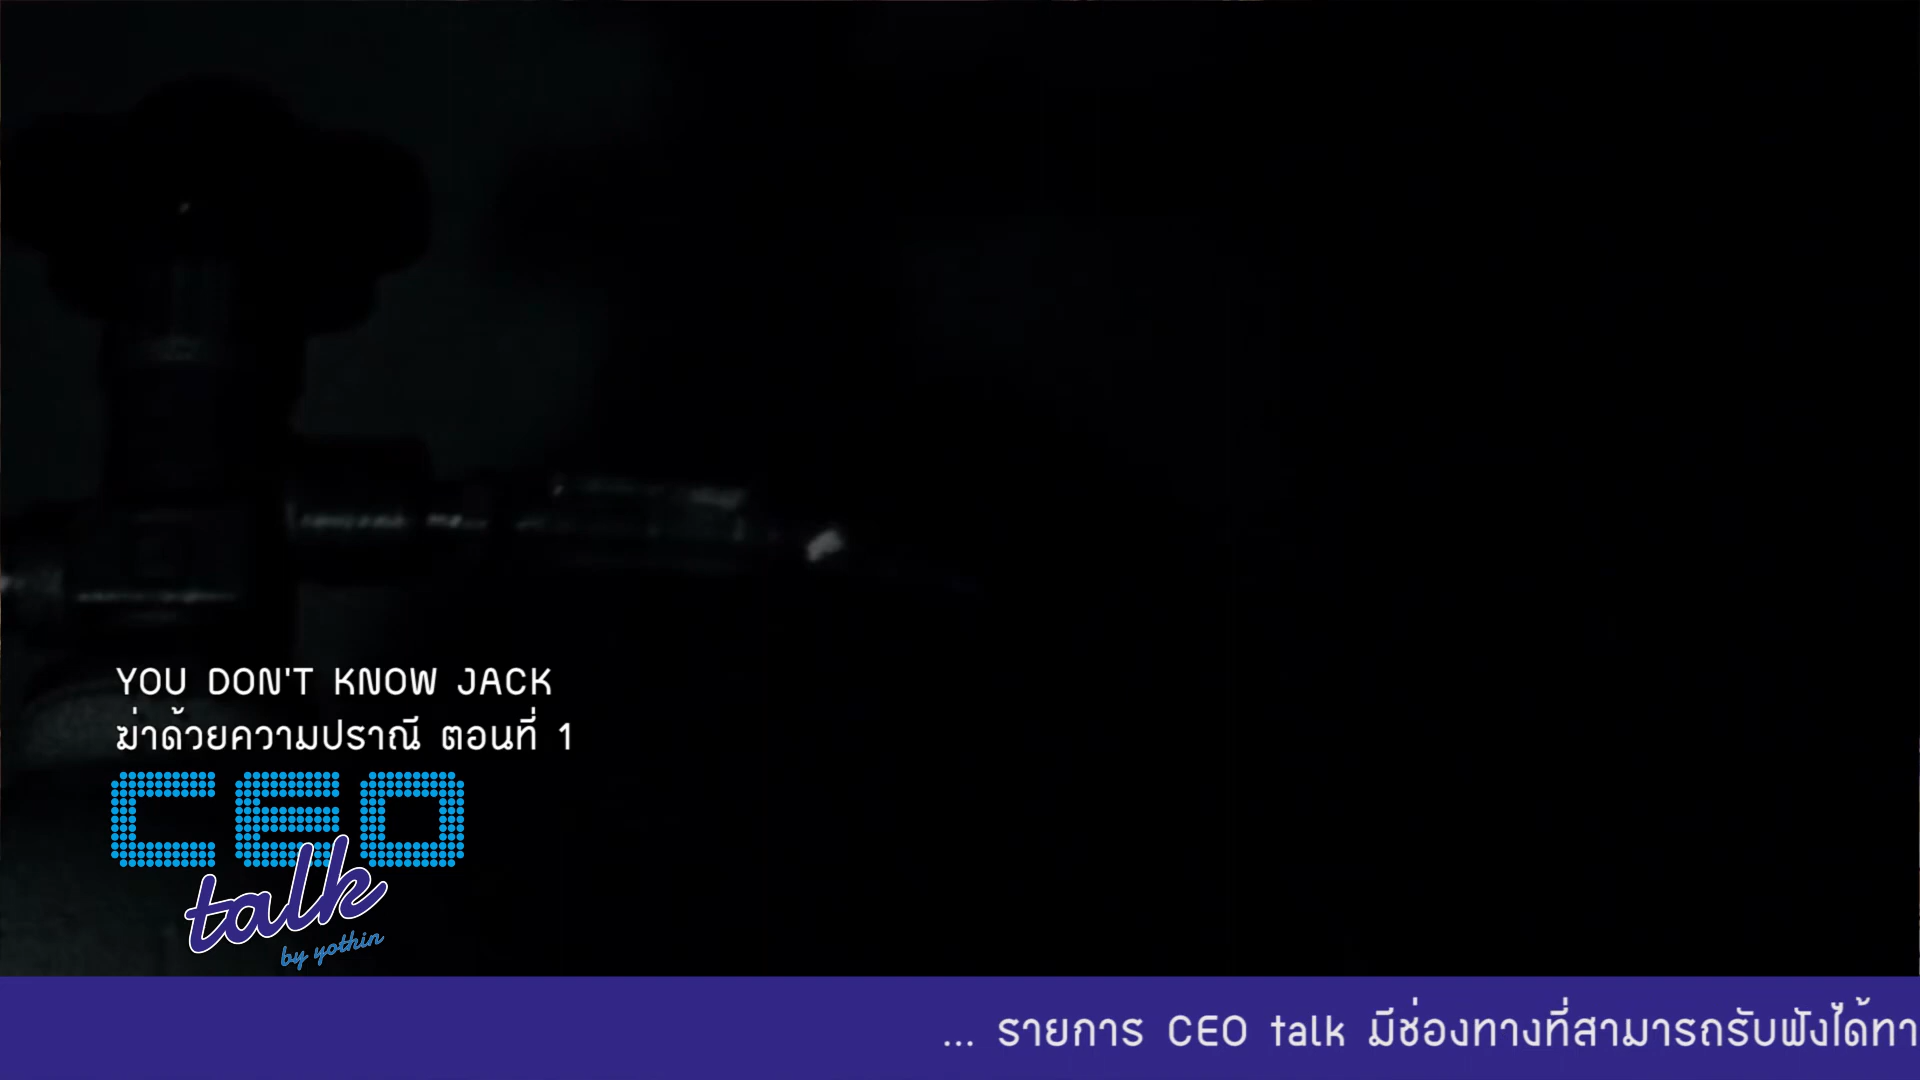 YOU DON'T KNOW JACK
ฆ่าด้วยความปราณี ตอนที่ 1
CEO
talk
by yothin
... รายการ CEO talk มีช่องทางที่สามารถรับฟังได้ทา